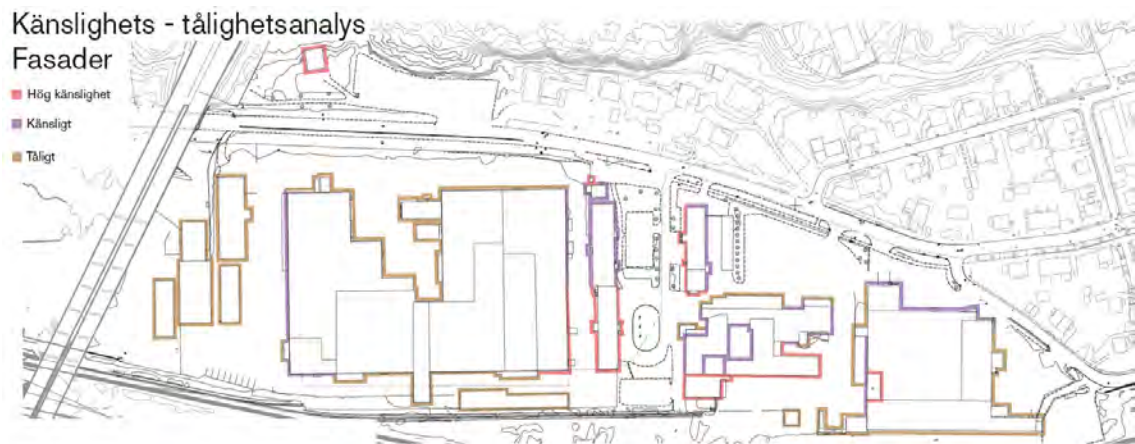 Känslighets - tålighetsanalys
Fasader
Hög känslighet
Känsligt
Tåligt